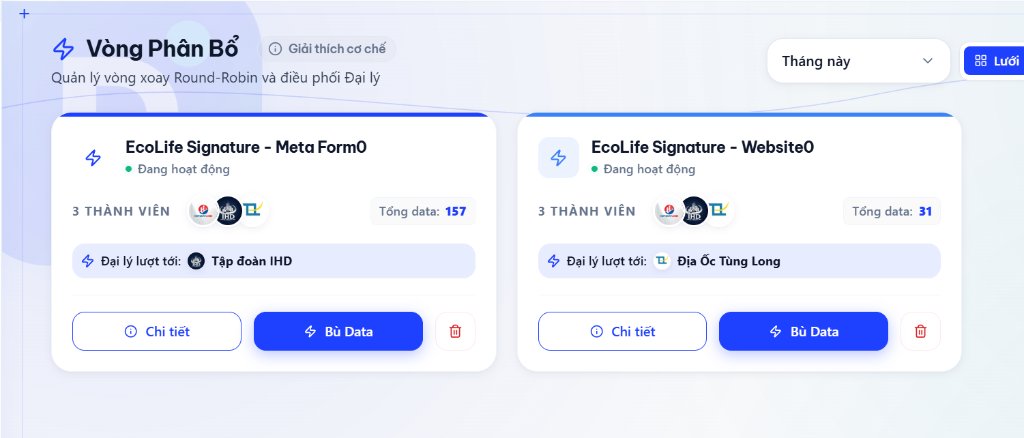 Vòng Phân Bổ
Giải thích cơ chế
Quản lý vòng xoay Round-Robin và điều phối Đại lý
Tháng này
Lưới
EcoLife Signature - Meta Form0
Đang hoạt động
3 THÀNH VIÊN
IHD
Tổng data: 157
Đại lý lượt tới: Tập đoàn IHD
Chi tiết
Bù Data
EcoLife Signature - Website0
Đang hoạt động
3 THÀNH VIÊN
IHD
Tổng data: 31
Đại lý lượt tới: Địa Ốc Tùng Long
Chi tiết
Bù Data